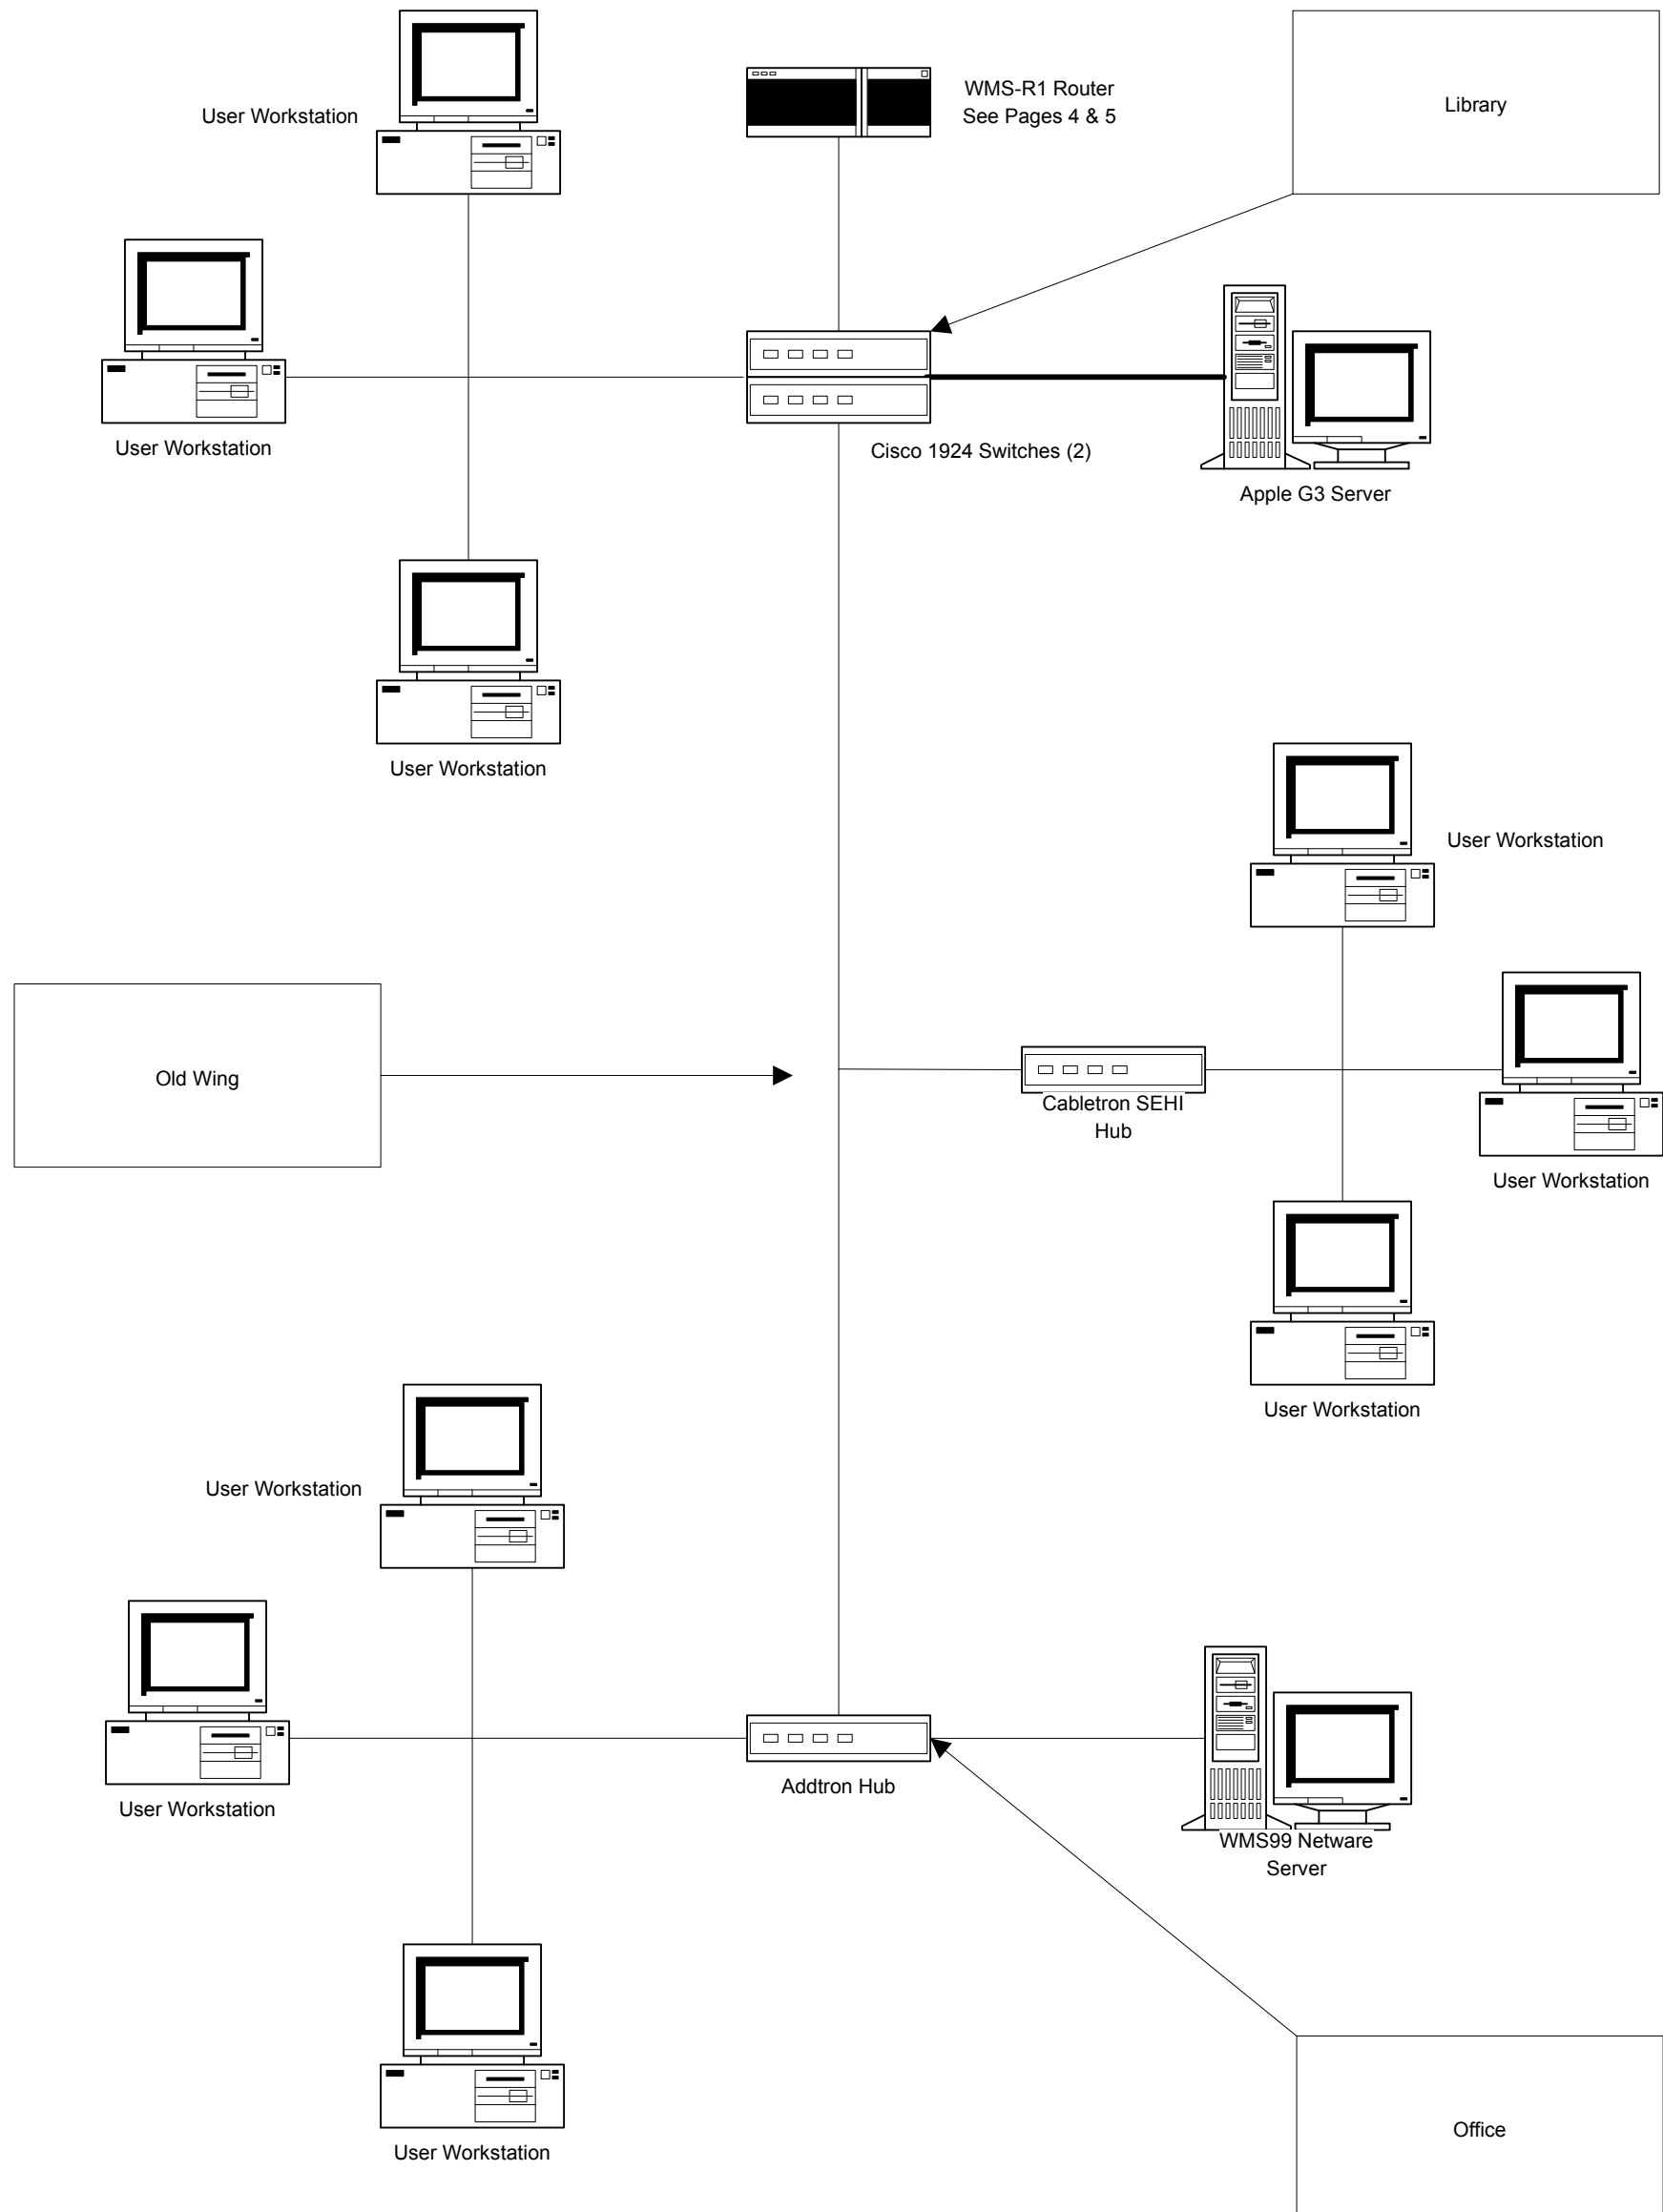 User Workstation
WMS-R1 Router
See Pages 4 & 5
Library
User Workstation
Cisco 1924 Switches (2)
Apple G3 Server
User Workstation
User Workstation
Old Wing
Cabletron SEHI
Hub
User Workstation
User Workstation
User Workstation
User Workstation
Addtron Hub
WMS99 Netware
Server
User Workstation
Office